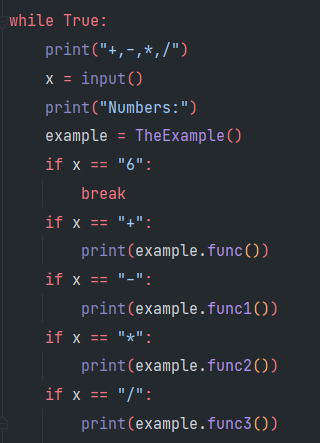 while True:
    print("+,-,*,/")
    x = input()
    print("Numbers:")
    example = TheExample()
    if x == "6":
        break
    if x == "+":
        print(example.func())
    if x == "-":
        print(example.func1())
    if x == "*":
        print(example.func2())
    if x == "/":
        print(example.func3())